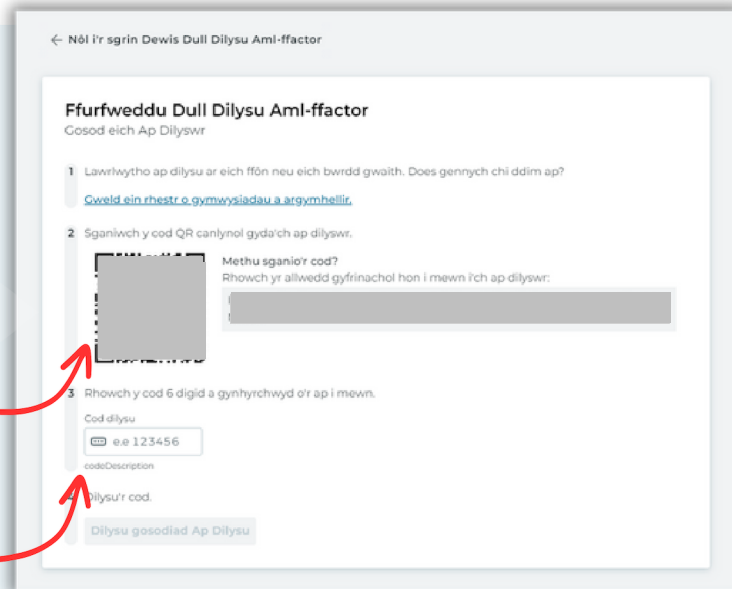 ← Nôl i'r sgrin Dewis Dull Dilysu Aml-ffactor
Ffurfweddu Dull Dilysu Aml-ffactor
Gosod eich Ap Dilyswr
1 Lawrlwytho ap dilysu ar eich ffôn neu eich bwrdd gwaith. Does gennych chi ddim ap?
Gweld ein rhestr o gymwysiadau a argymhellir.
2 Sganiwch y cod QR canlynol gyda'ch ap dilyswr.
Methu sganio'r cod?
Rhowch yr allwedd gyfrinachol hon i mewn i'ch ap dilyswr:
3 Rhowch y cod 6 digid a gynhyrchwyd o'r ap i mewn.
Cod dilysu
e.e 123456
codeDescription
Dilysu'r cod.
Dilysu gosodiad Ap Dilysu